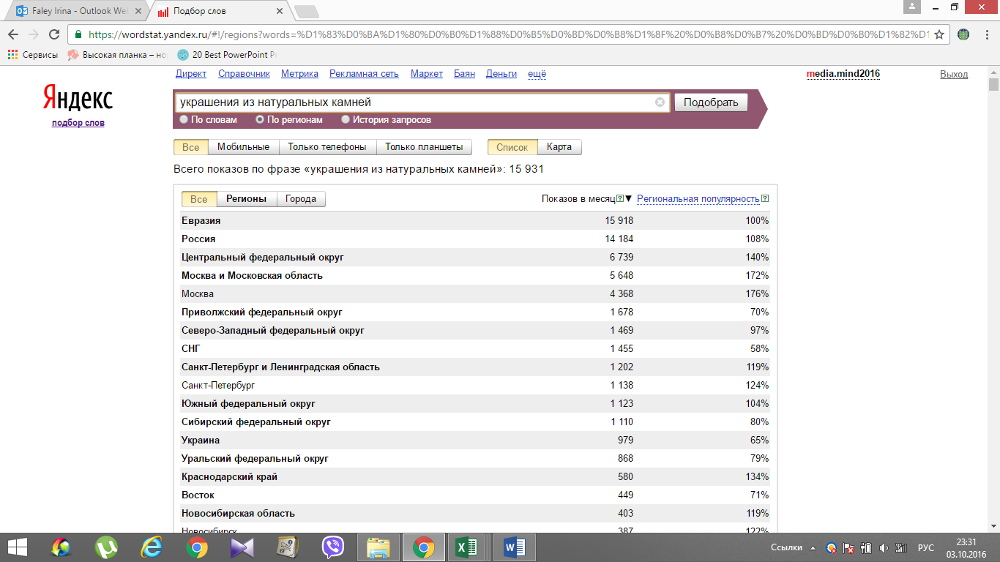 Faley Irina - Outlook Wel
Подбор слов
https://wordstat.yandex.ru/#!/regions?words=%D1%83%D0%BA%D1%80%D0%B0%D1%88%D0%B5%D0%BD%D0%B8%D1%8F%20%D0%B8%D0%B7%20%D0%BD%D0%B0%D1%82%D1
Сервисы Высокая планка – но 20 Best PowerPoint P
Директ Справочник Метрика Рекламная сеть Маркет Баян Деньги ещё media.mind2016 Выход
Яндекс
подбор слов
украшения из натуральных камней Подобрать
По словам По регионам История запросов
Все Мобильные Только телефоны Только планшеты Список Карта
Всего показов по фразе «украшения из натуральных камней»: 15 931
Все Регионы Города Показов в месяц ? ▼ Региональная популярность ?
Евразия 15 918 100%
Россия 14 184 108%
Центральный федеральный округ 6 739 140%
Москва и Московская область 5 648 172%
Москва 4 368 176%
Приволжский федеральный округ 1 678 70%
Северо-Западный федеральный округ 1 469 97%
СНГ 1 455 58%
Санкт-Петербург и Ленинградская область 1 202 119%
Санкт-Петербург 1 138 124%
Южный федеральный округ 1 123 104%
Сибирский федеральный округ 1 110 80%
Украина 979 65%
Уральский федеральный округ 868 79%
Краснодарский край 580 134%
Восток 449 71%
Новосибирская область 403 119%
Новосибирск 387 122%
Ссылки РУС 23:31
03.10.2016